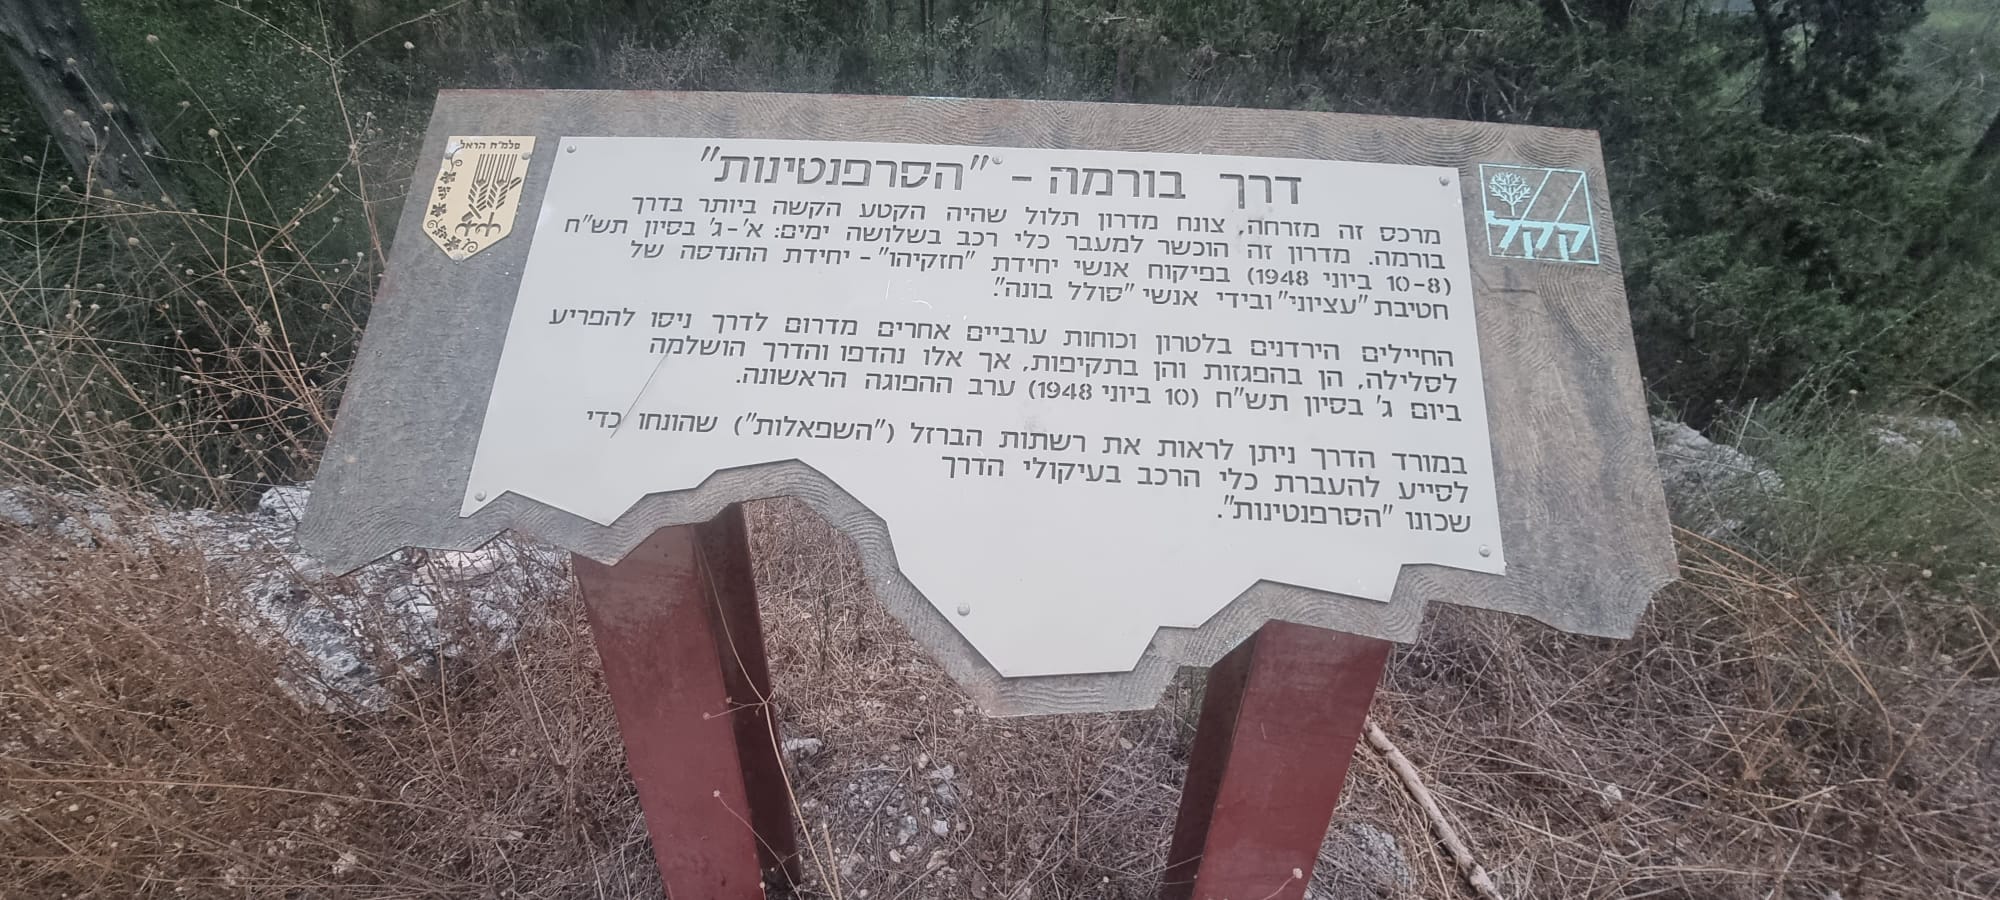 פלמ"ח הראל
קקל
דרך בורמה - "הסרפנטינות"
מרכס זה מזרחה, צונח מדרון תלול שהיה הקטע הקשה ביותר בדרך
בורמה. מדרון זה הוכשר למעבר כלי רכב בשלושה ימים: א'-ג' בסיון תש"ח
(10-8 ביוני 1948) בפיקוח אנשי יחידת "חזקיהו" - יחידת ההנדסה של
חטיבת "עציוני" ובידי אנשי "סולל בונה".
החיילים הירדנים בלטרון וכוחות ערביים אחרים מדרום לדרך ניסו להפריע
לסלילה, הן בהפגזות והן בתקיפות, אך אלו נהדפו והדרך הושלמה
ביום ג' בסיון תש"ח (10 ביוני 1948) ערב ההפוגה הראשונה.
במורד הדרך ניתן לראות את רשתות הברזל ("השפאלות") שהונחו כדי
לסייע להעברת כלי הרכב בעיקולי הדרך
שכונו "הסרפנטינות".